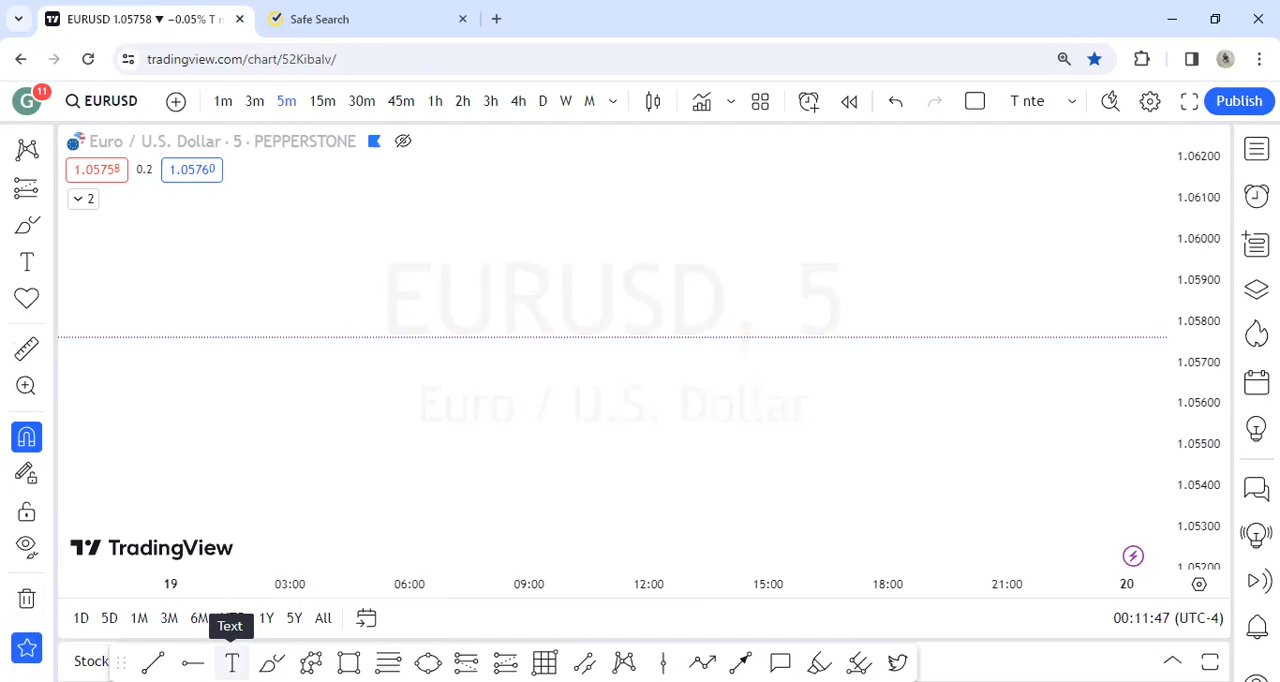 EURUSD 1.05758 ▼ −0.05% T n
Safe Search
tradingview.com/chart/52Kibalv/
G
11
EURUSD
1m 3m 5m 15m 30m 45m 1h 2h 3h 4h D W M
T nte
Publish
Euro / U.S. Dollar · 5 · PEPPERSTONE
1.05758 0.2 1.05760
2
EURUSD, 5
Euro / U.S. Dollar
1.06200
1.06100
1.06000
1.05900
1.05800
1.05700
1.05600
1.05500
1.05400
1.05300
1.05200
TradingView
19 03:00 06:00 09:00 12:00 15:00 18:00 21:00 20
1D 5D 1M 3M 6M YTD 1Y 5Y All
00:11:47 (UTC-4)
Text
Stock